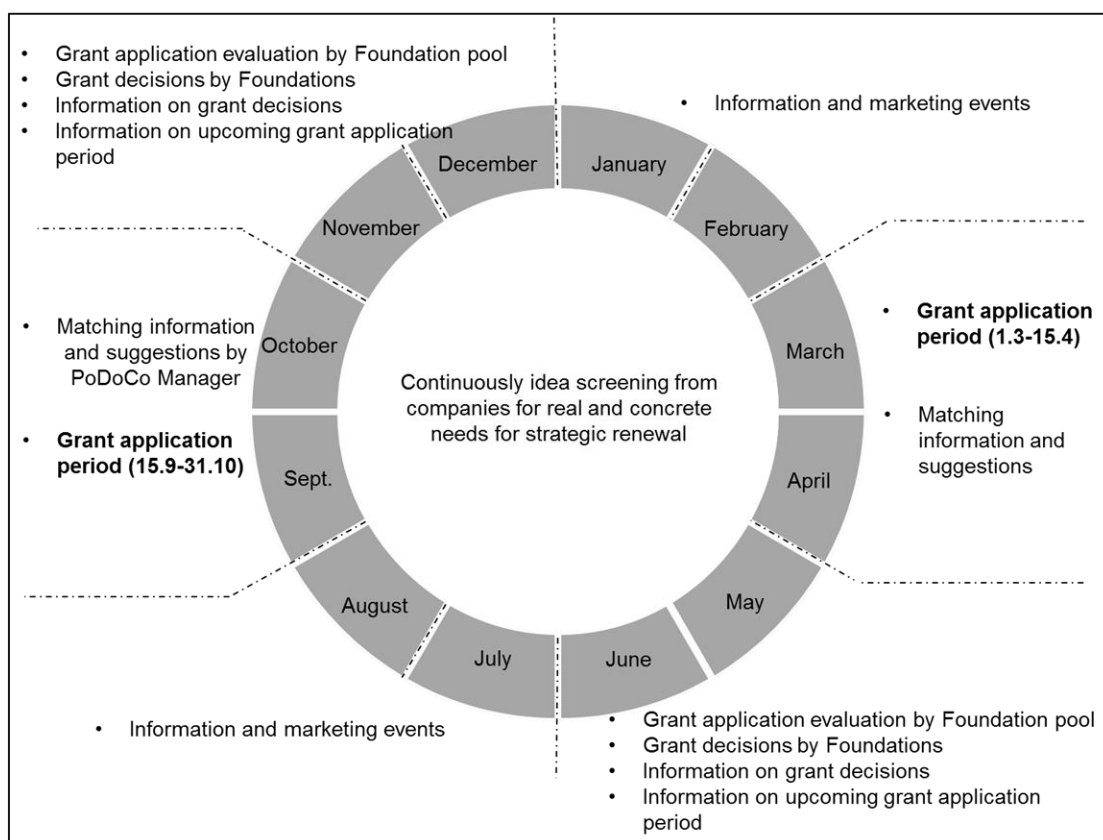 • Grant application evaluation by Foundation pool
• Grant decisions by Foundations
• Information on grant decisions
• Information on upcoming grant application
period
• Information and marketing events
December
January
November
February
• Matching information
and suggestions by
PoDoCo Manager
October
March
• Grant application
period (1.3-15.4)
Continuously idea screening from
companies for real and concrete
needs for strategic renewal
• Grant application
period (15.9-31.10)
Sept.
April
• Matching
information and
suggestions
August
May
July
June
• Information and marketing events
• Grant application evaluation by Foundation pool
• Grant decisions by Foundations
• Information on grant decisions
• Information on upcoming grant application
period